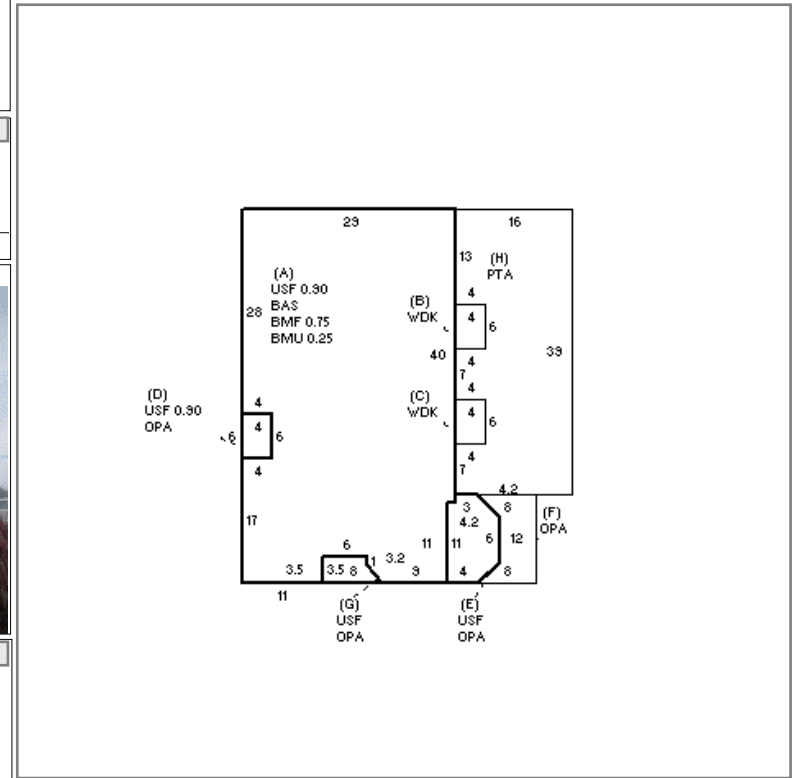 29
16
13
(H)
PTA
(A)
USF 0.90
BAS
BMF 0.75
BMU 0.25
28
4
(B)
WDK
4
6
40
39
4
7
4
(D)
USF 0.90
OPA
4
(C)
WDK
4
6
6
4
6
4
4
7
4.2
17
3
8
(F)
OPA
4.2
6
11
11
6
12
1
3.2
3.5
3.5
8
9
4
8
11
(G)
USF
OPA
(E)
USF
OPA